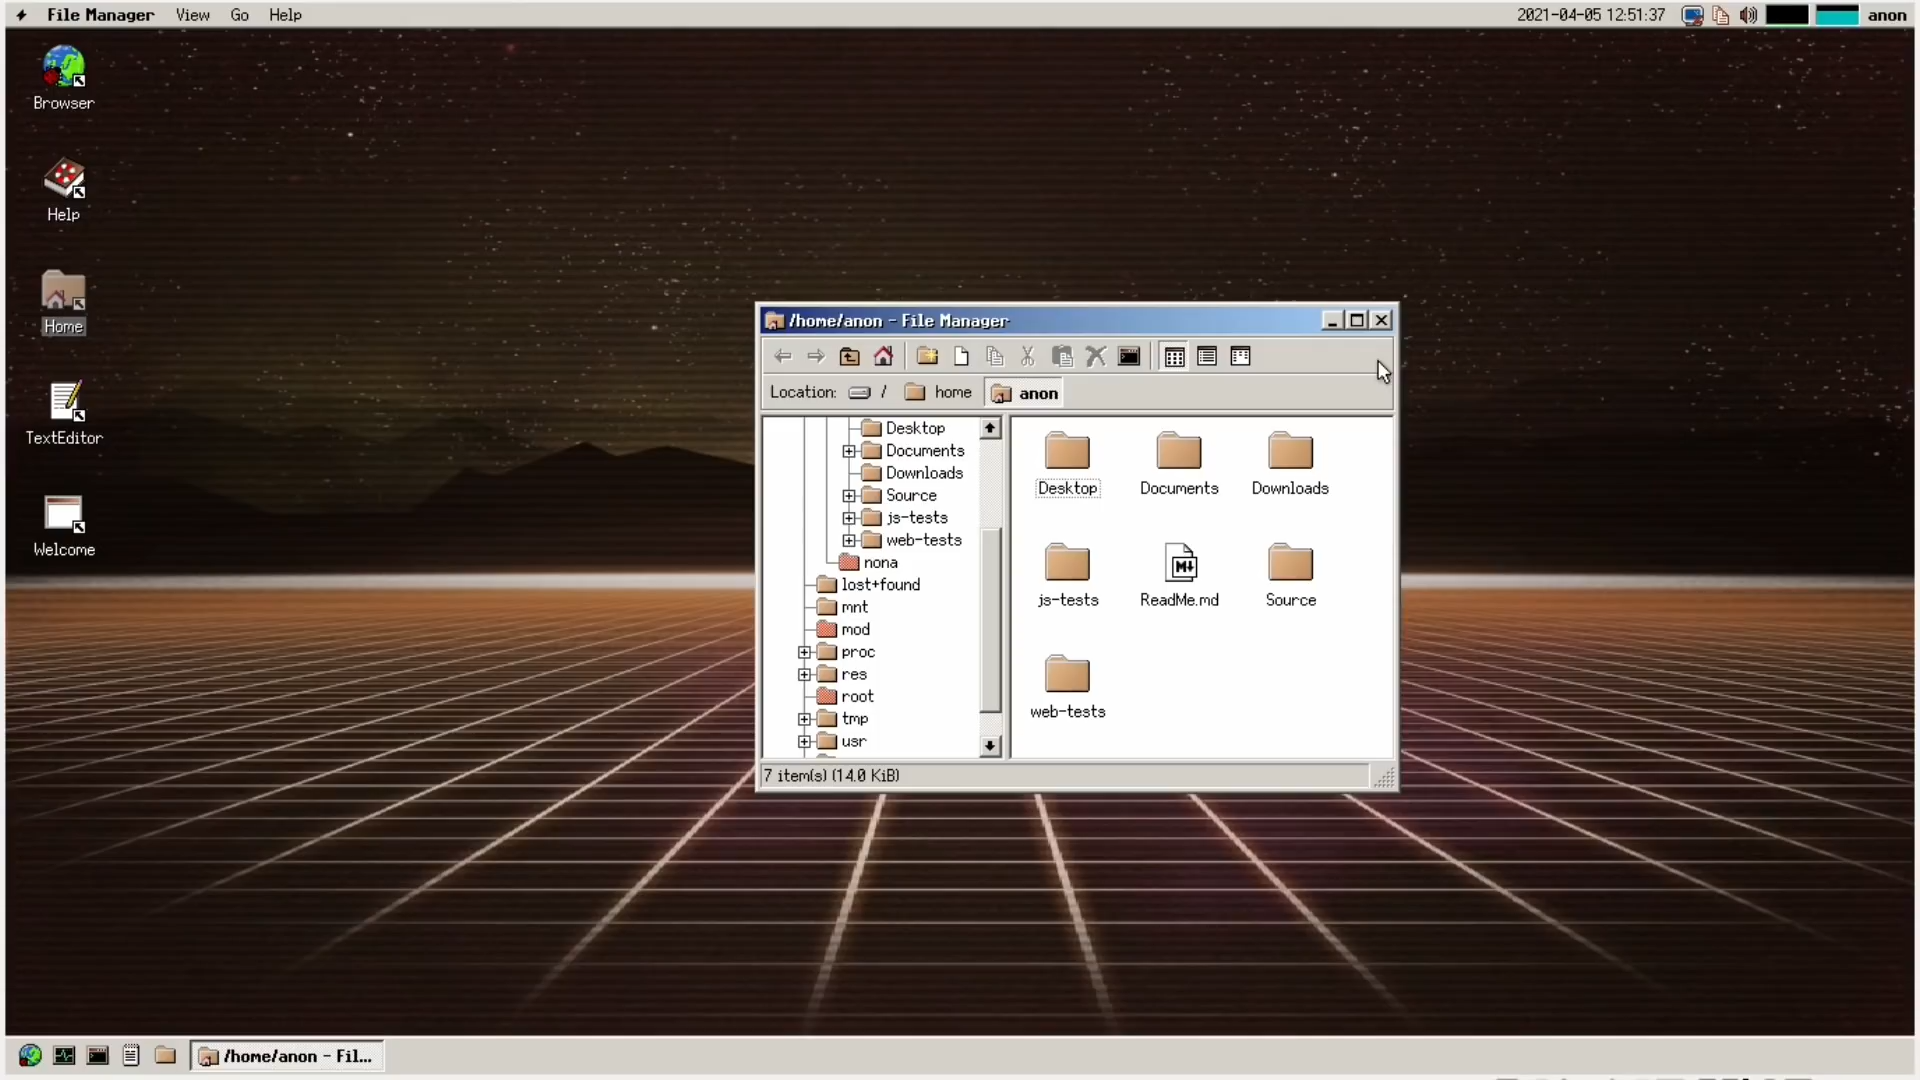 File Manager View Go Help 2021-04-05 12:51:37 anon
Browser
Help
Home
TextEditor
Welcome
/home/anon - File Manager
Location: / home anon
Desktop
Documents
Downloads
Source
js-tests
web-tests
nona
lost+found
mnt
mod
proc
res
root
tmp
usr
Desktop Documents Downloads
js-tests ReadMe.md Source
web-tests
7 item(s) (14.0 KiB)
/home/anon - Fil...